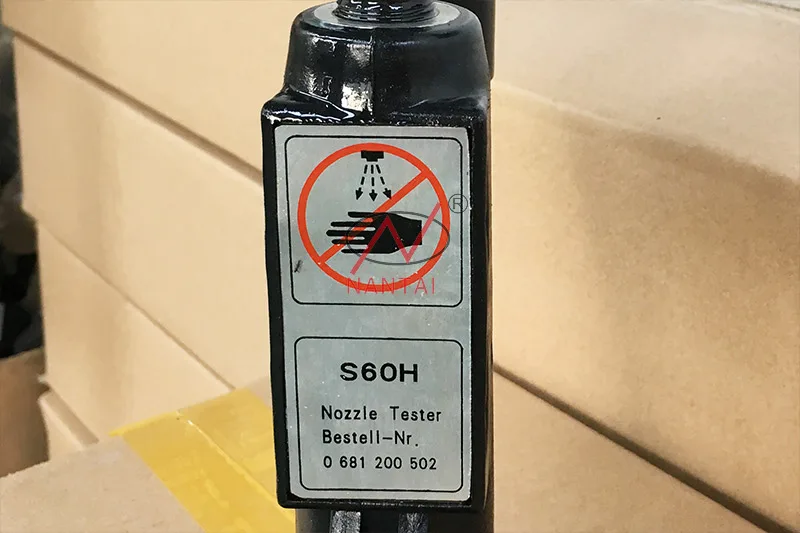 ®
NANTAI
S60H
Nozzle Tester
Bestell-Nr.
0 681 200 502